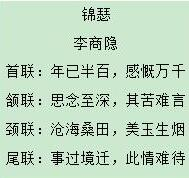 锦瑟
李商隐
首联：年已半百，感慨万千
颔联：思念至深，其苦难言
颈联：沧海桑田，美玉生烟
尾联：事过境迁，此情难待